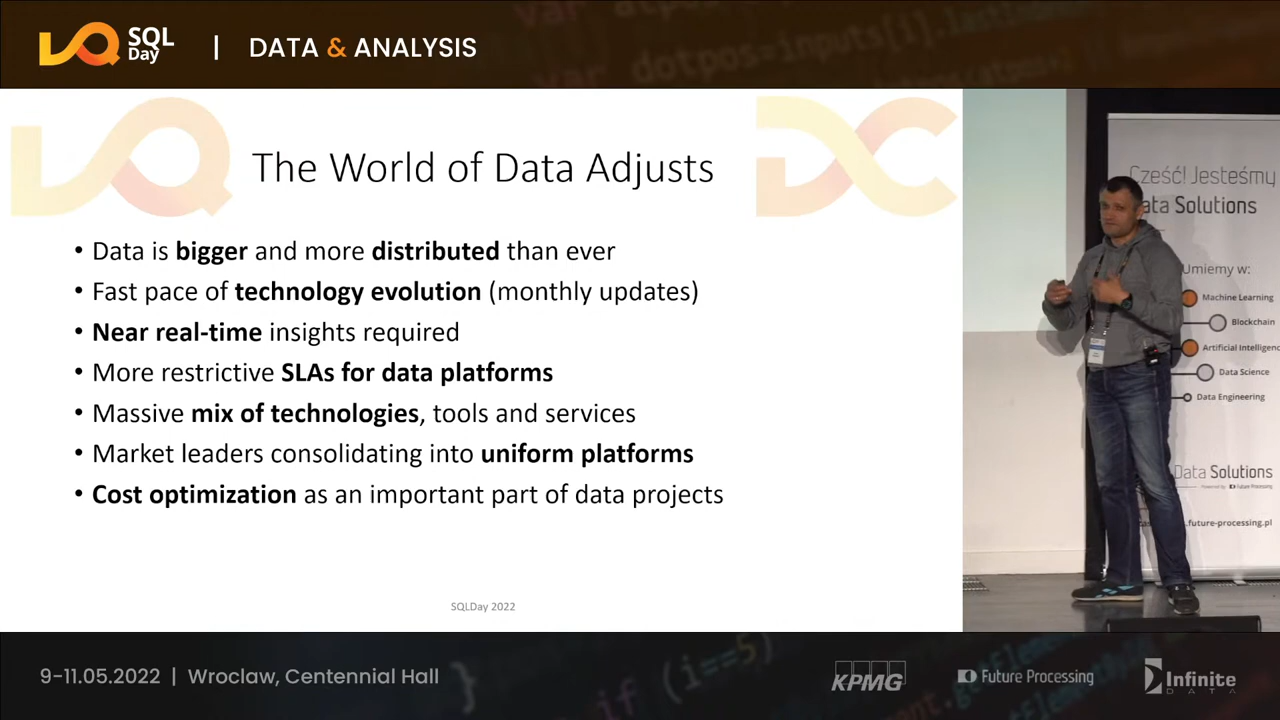 SQL
Day
| DATA & ANALYSIS
The World of Data Adjusts
• Data is bigger and more distributed than ever
• Fast pace of technology evolution (monthly updates)
• Near real-time insights required
• More restrictive SLAs for data platforms
• Massive mix of technologies, tools and services
• Market leaders consolidating into uniform platforms
• Cost optimization as an important part of data projects
SQLDay 2022
Cześć! Jesteśmy
ata Solutions
Umiemy w:
Machine Learning
Blockchain
Artificial Intelligenc
Data Science
Data Engineering
Data Solutions
Future Processing
.future-processing.pl
9-11.05.2022 | Wroclaw, Centennial Hall
KPMG
Future Processing
Infinite
DATA